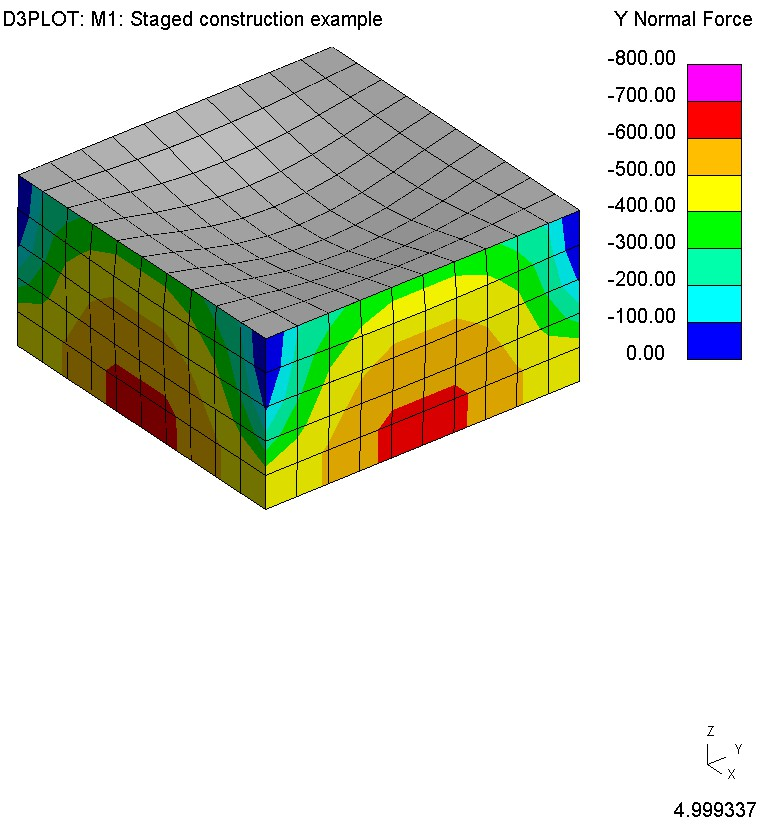 D3PLOT: M1: Staged construction example
Y Normal Force
-800.00
-700.00
-600.00
-500.00
-400.00
-300.00
-200.00
-100.00
0.00
Z
Y
X
4.999337